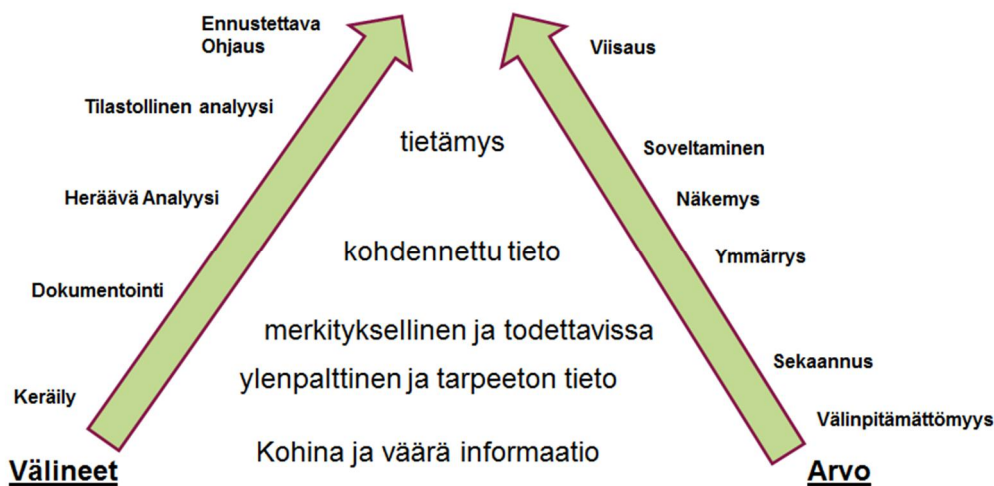 Ennustettava
Ohjaus
Viisaus
Tilastollinen analyysi
tietämys
Soveltaminen
Heräävä Analyysi
Näkemys
kohdennettu tieto
Ymmärrys
Dokumentointi
merkityksellinen ja todettavissa
Sekaannus
ylenpalttinen ja tarpeeton tieto
Keräily
Välinpitämättömyys
Kohina ja väärä informaatio
Välineet
Arvo